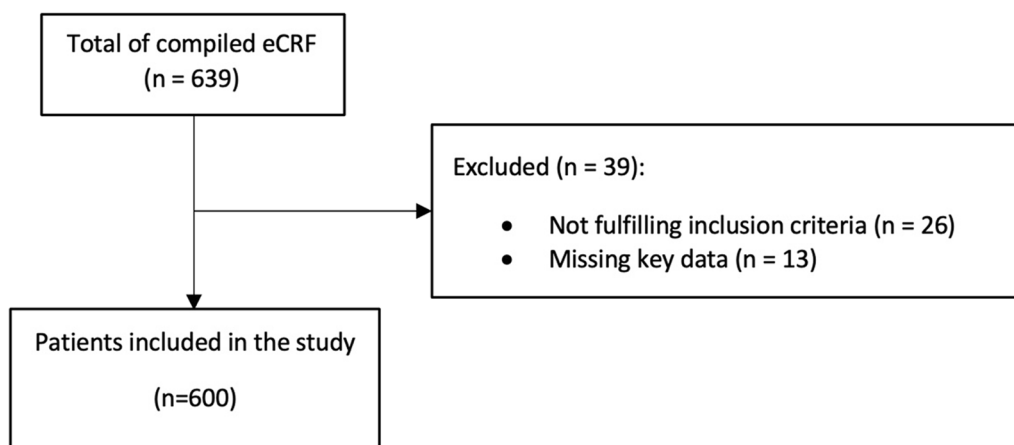 Total of compiled eCRF
(n = 639)
Excluded (n = 39):
• Not fulfilling inclusion criteria (n = 26)
• Missing key data (n = 13)
Patients included in the study
(n=600)